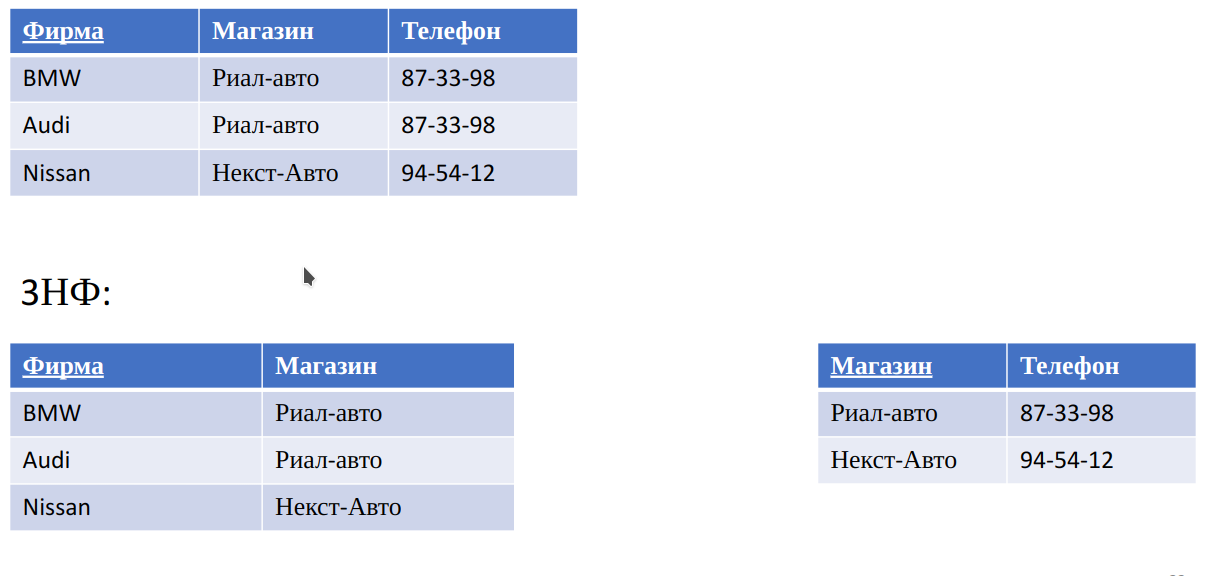 Фирма Магазин Телефон
BMW Риал-авто 87-33-98
Audi Риал-авто 87-33-98
Nissan Некст-Авто 94-54-12
3НФ:
Фирма Магазин
BMW Риал-авто
Audi Риал-авто
Nissan Некст-Авто
Магазин Телефон
Риал-авто 87-33-98
Некст-Авто 94-54-12